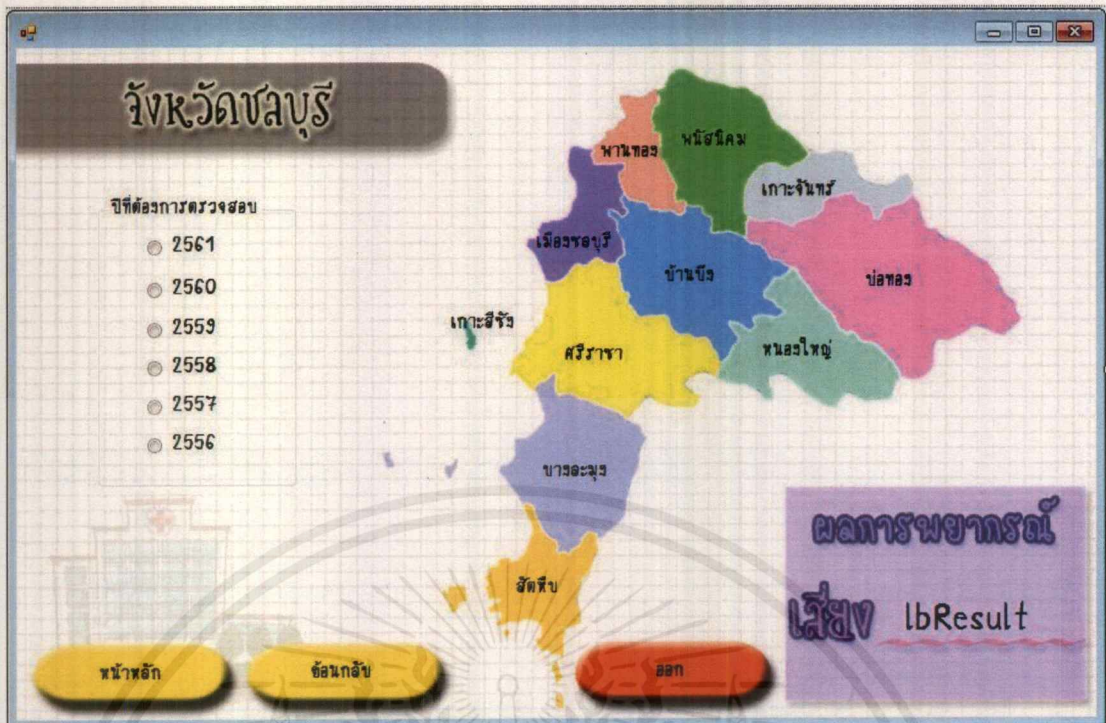 จังหวัดชลบุรี
ปีที่ต้องการตรวจสอบ
2561
2560
2559
2558
2557
2556
พนัสนิคม
พานทอง
เกาะจันทร์
เมืองชลบุรี
บ้านบึง
บ่อทอง
เกาะสีชัง
ศรีราชา
หนองใหญ่
บางละมุง
สัตหีบ
ผลการพยากรณ์
เสี่ยง lbResult
หน้าหลัก
ย้อนกลับ
ออก